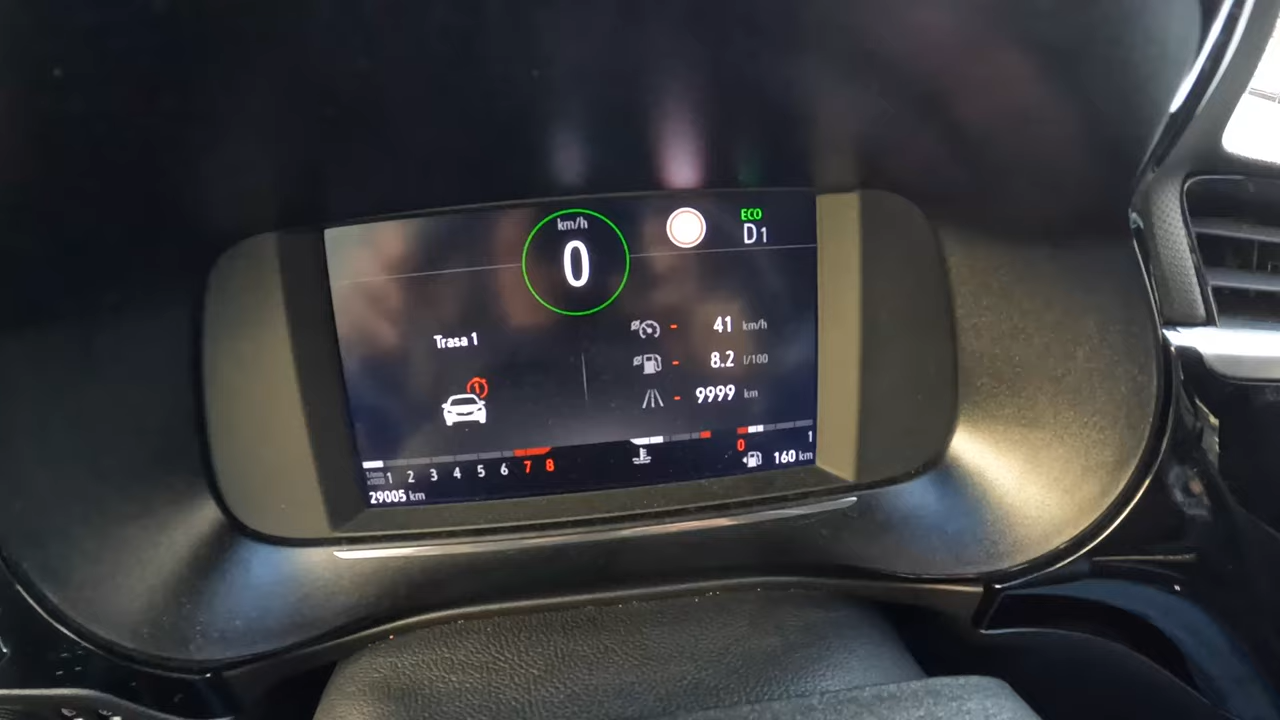 km/h
0
ECO
D1
Trasa 1
1
Ø - 41 km/h
Ø - 8.2 l/100
- 9999 km
1/min
x1000 1 2 3 4 5 6 7 8
0 1
29005 km
160 km